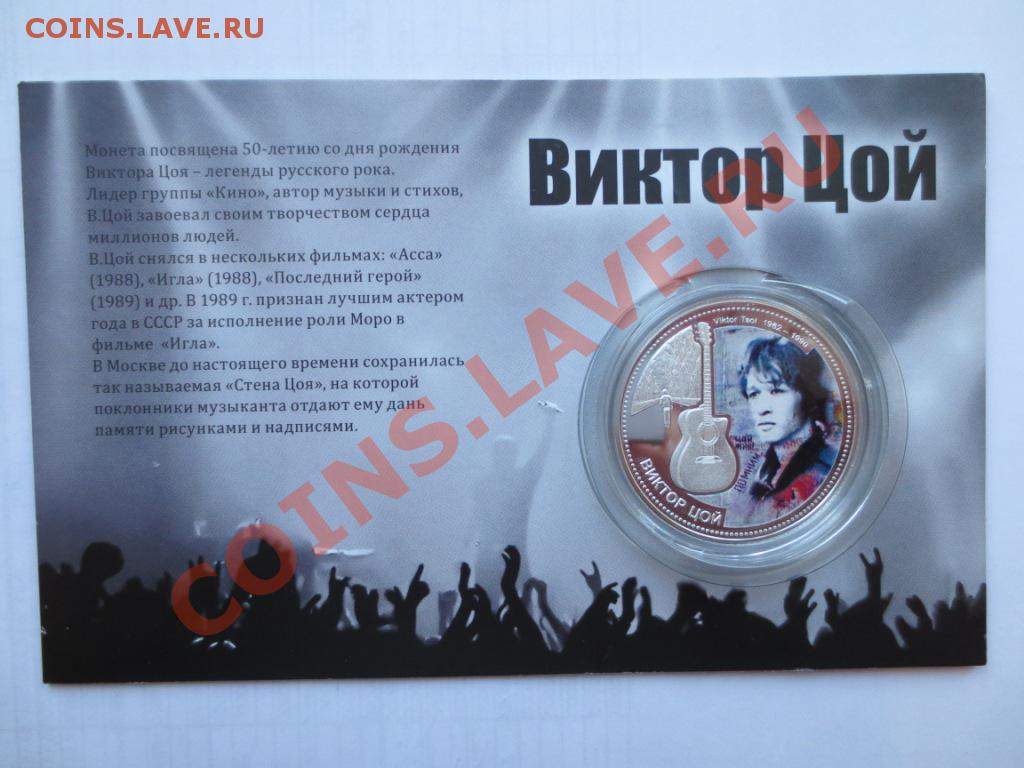 COINS.LAVE.RU
Виктор Цой
Монета посвящена 50-летию со дня рождения
Виктора Цоя – легенды русского рока.
Лидер группы «Кино», автор музыки и стихов,
В.Цой завоевал своим творчеством сердца
миллионов людей.
В.Цой снялся в нескольких фильмах: «Асса»
(1988), «Игла» (1988), «Последний герой»
(1989) и др. В 1989 г. признан лучшим актером
года в СССР за исполнение роли Моро в
фильме «Игла».
В Москве до настоящего времени сохранилась
так называемая «Стена Цоя», на которой
поклонники музыканта отдают ему дань
памяти рисунками и надписями.
Viktor Tsoi 1962 – 1990
Цой
жив!
Помним
ВИКТОР ЦОЙ
COINS.LAVE.RU